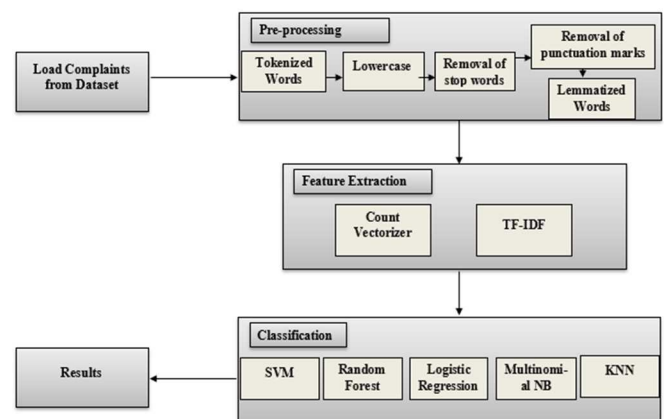 Load Complaints
from Dataset
Pre-processing
Tokenized
Words
Lowercase
Removal of
stop words
Removal of
punctuation marks
Lemmatized
Words
Feature Extraction
Count
Vectorizer
TF-IDF
Classification
SVM
Random
Forest
Logistic
Regression
Multinomi-
al NB
KNN
Results